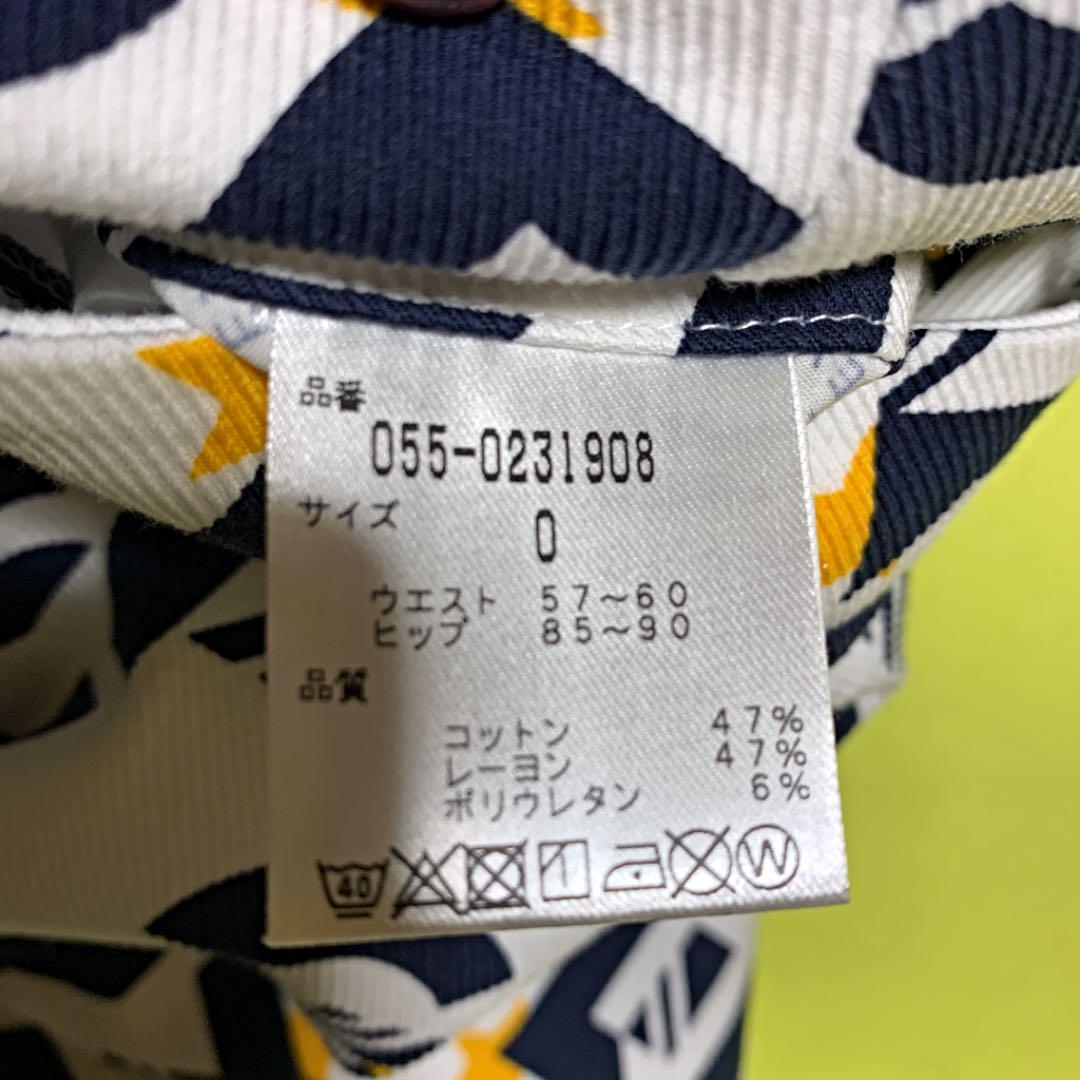 品番
055-0231908
サイズ
0
ウエスト 57~60
ヒップ 85~90
品質
コットン 47%
レーヨン 47%
ポリウレタン 6%
40
W